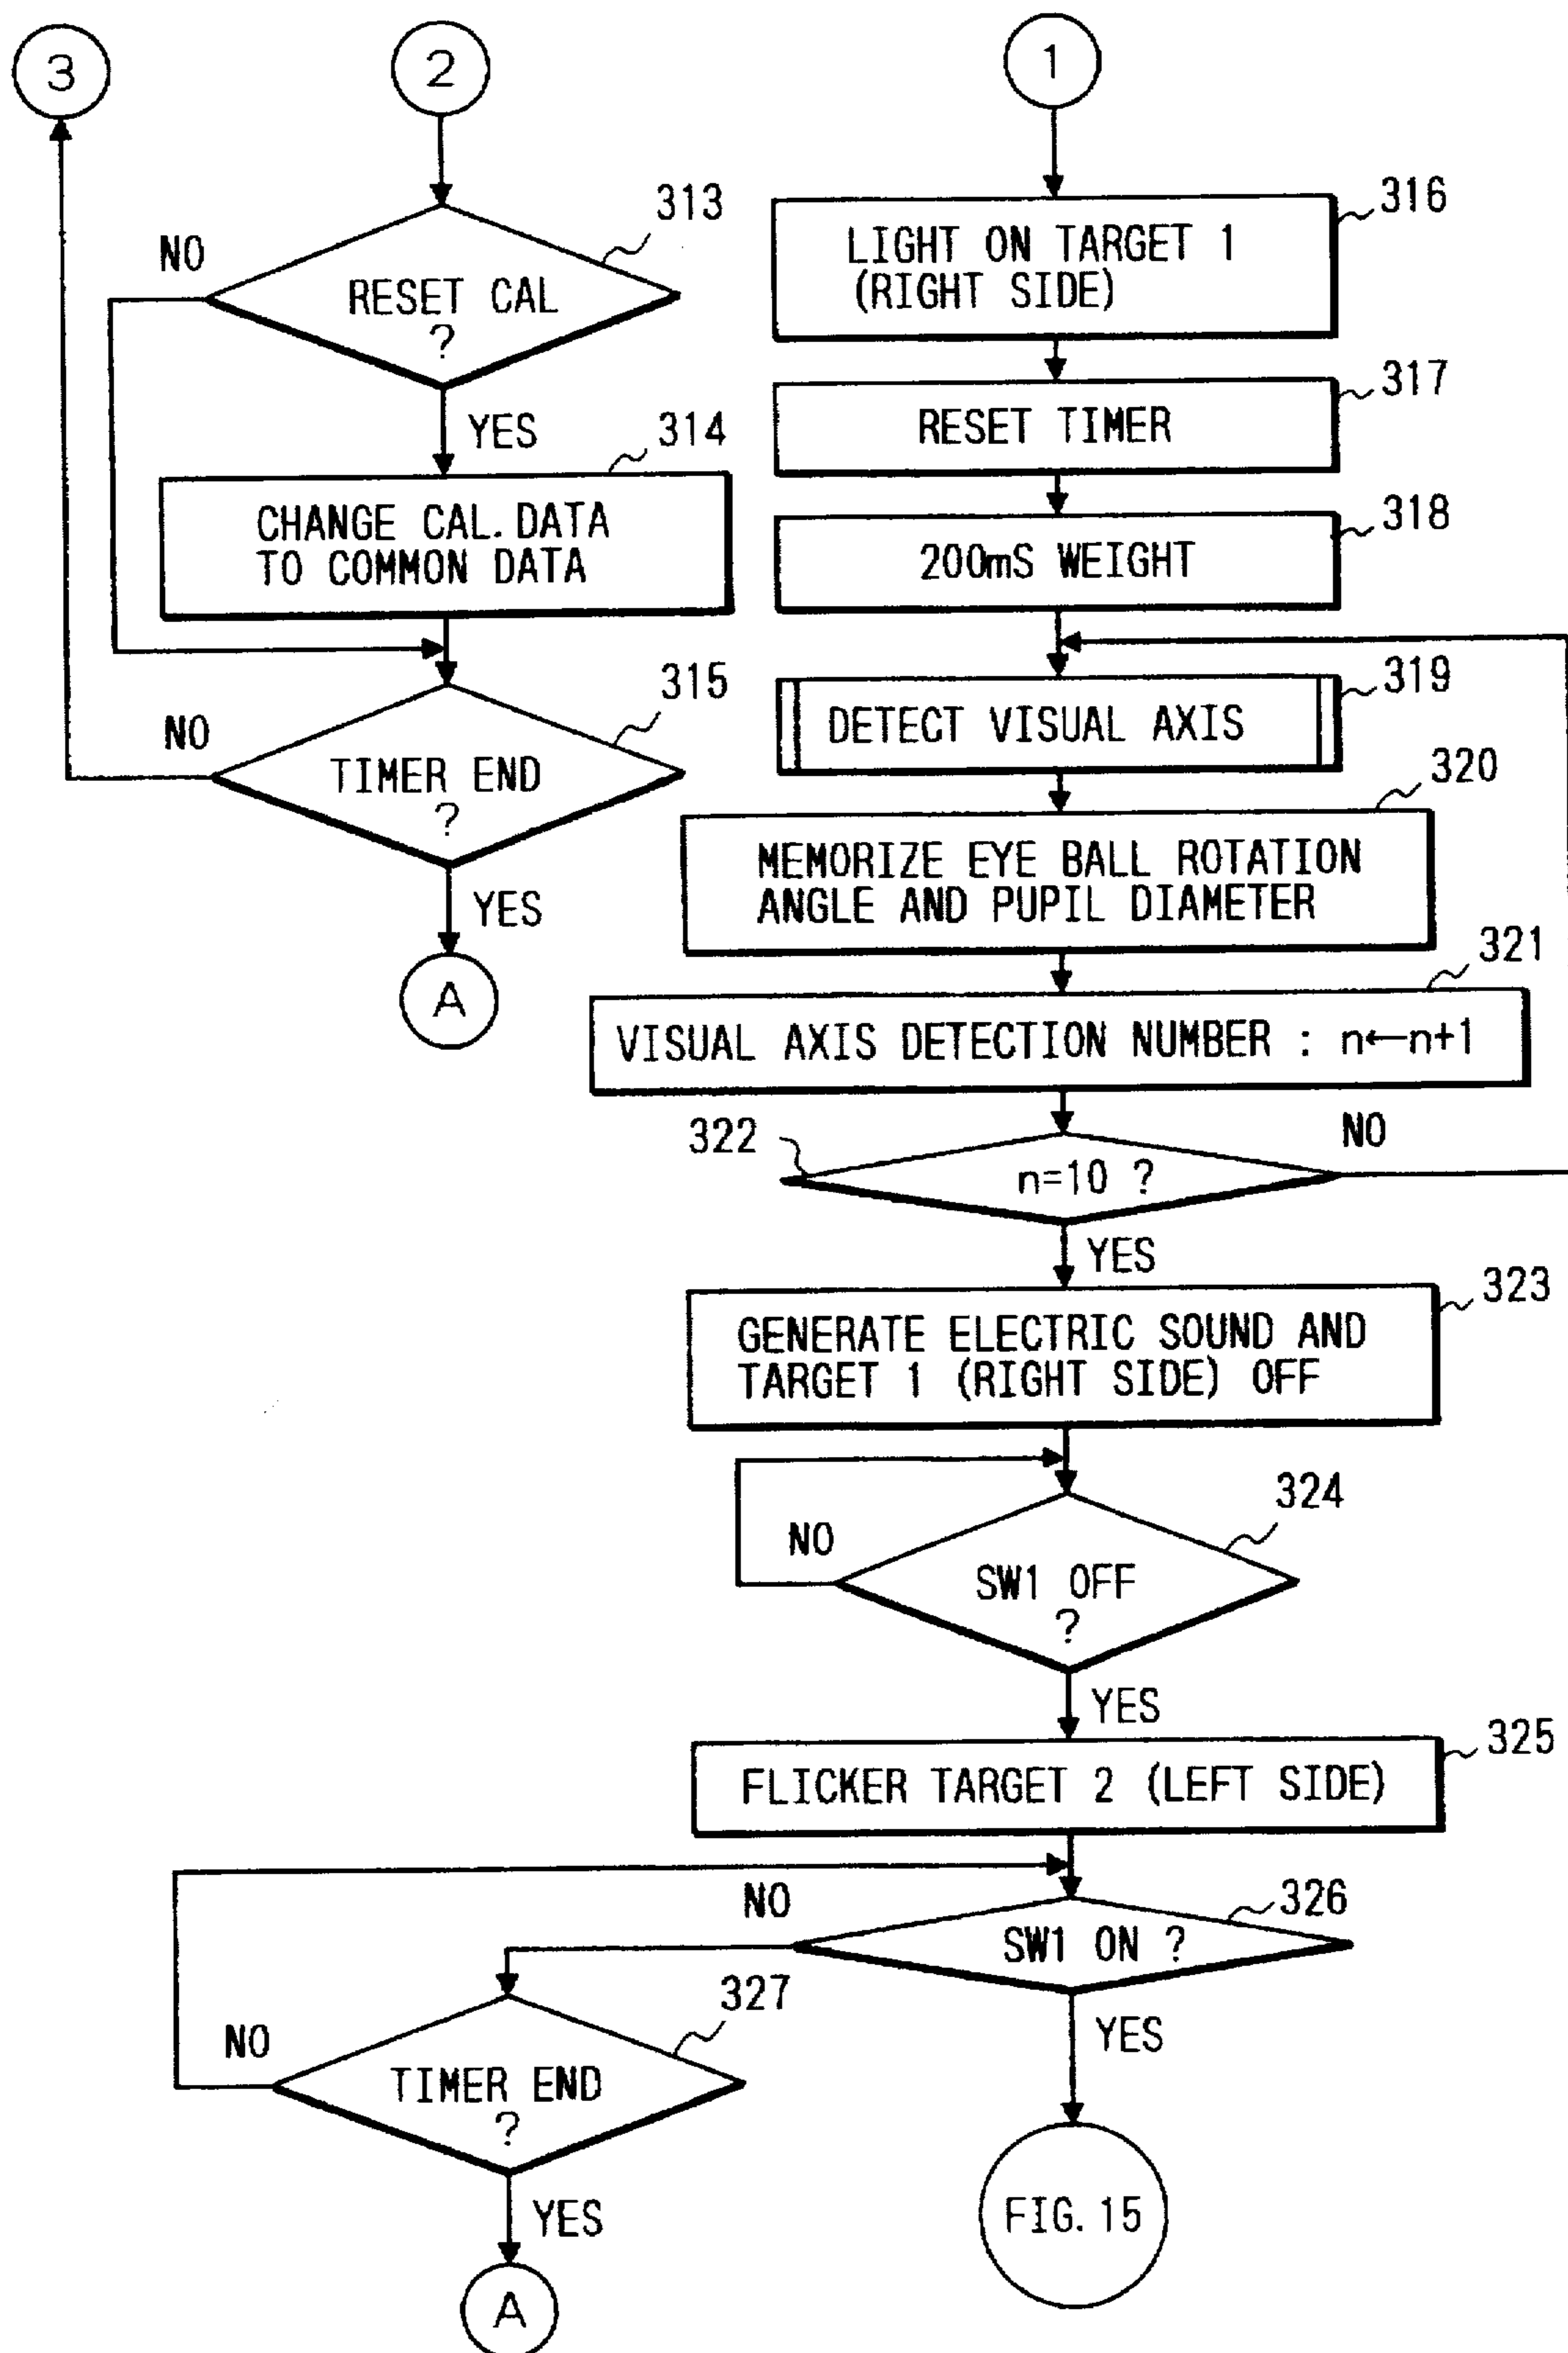 3
2
1
313
NO
RESET CAL
?
YES
314
CHANGE CAL. DATA
TO COMMON DATA
315
NO
TIMER END
?
YES
A
316
LIGHT ON TARGET 1
(RIGHT SIDE)
317
RESET TIMER
318
200mS WEIGHT
319
DETECT VISUAL AXIS
320
MEMORIZE EYE BALL ROTATION
ANGLE AND PUPIL DIAMETER
321
VISUAL AXIS DETECTION NUMBER : n←n+1
322
NO
n=10 ?
YES
323
GENERATE ELECTRIC SOUND AND
TARGET 1 (RIGHT SIDE) OFF
324
NO
SW1 OFF
?
YES
325
FLICKER TARGET 2 (LEFT SIDE)
326
NO
SW1 ON ?
YES
327
NO
TIMER END
?
YES
A
FIG. 15